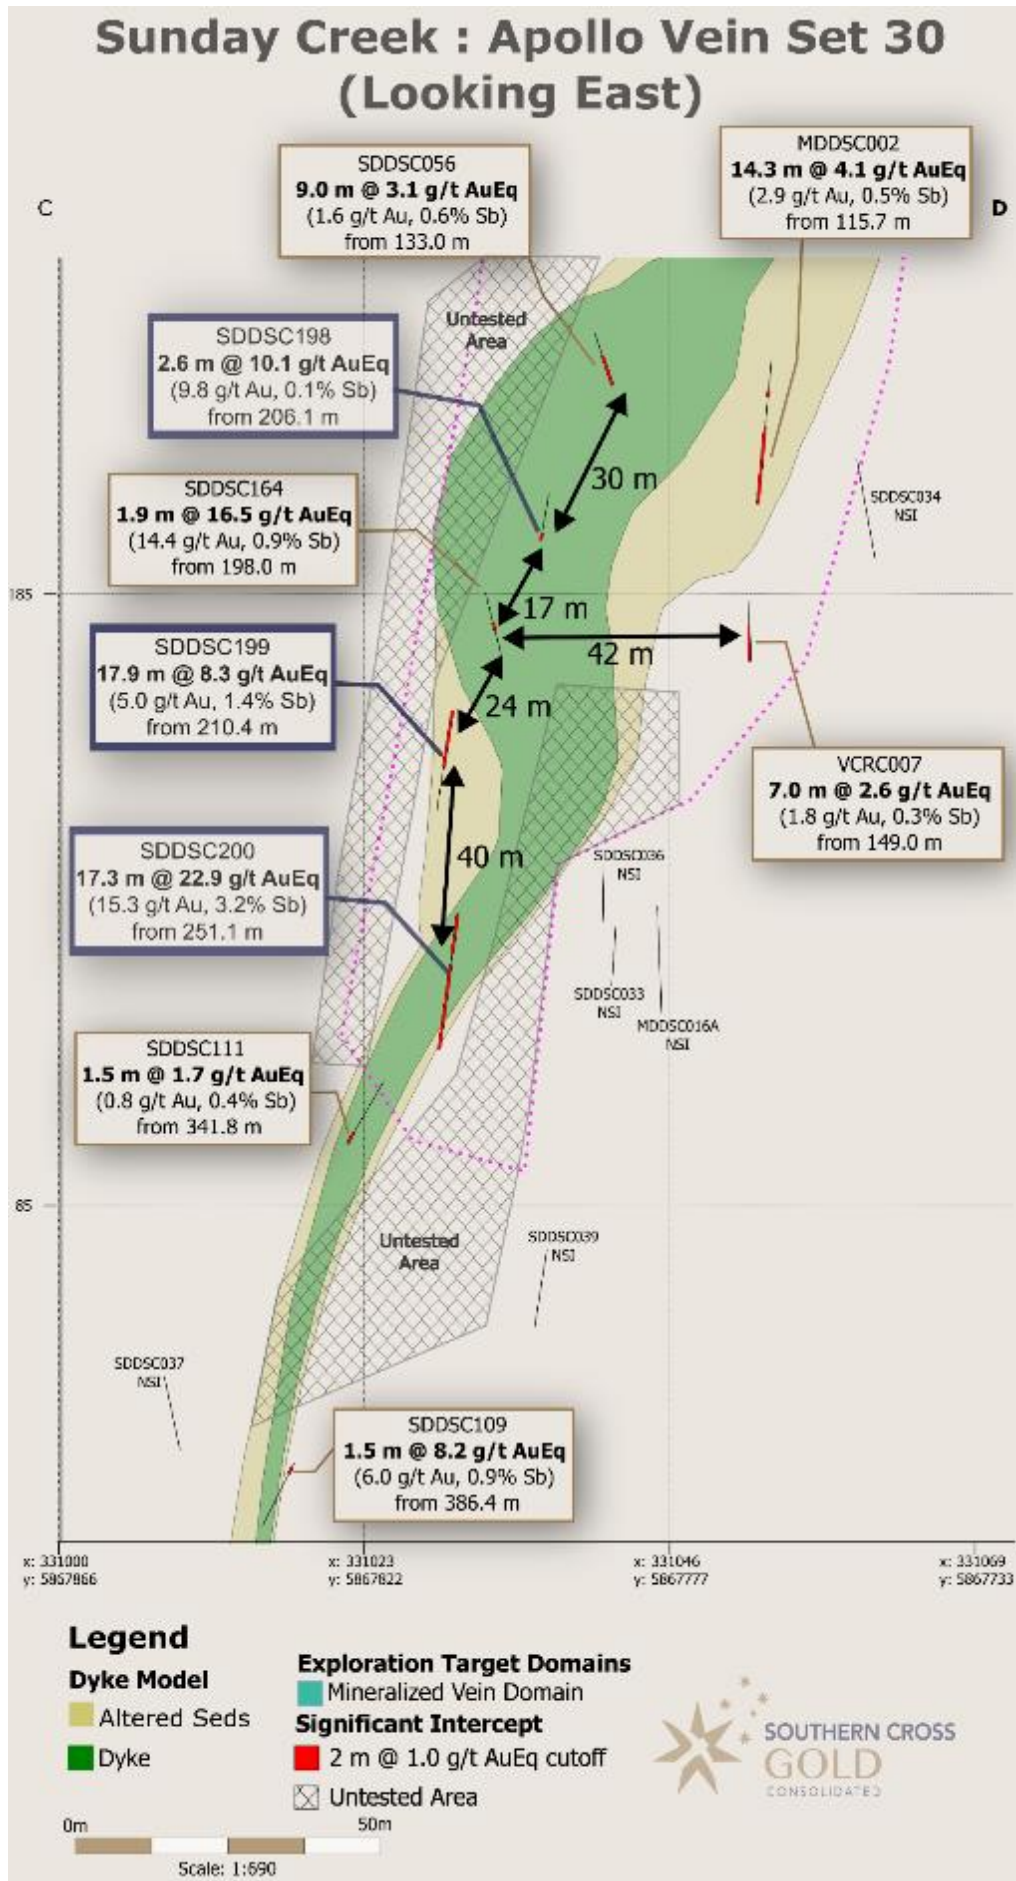 Sunday Creek : Apollo Vein Set 30
(Looking East)
C
D
SDDSC056
9.0 m @ 3.1 g/t AuEq
(1.6 g/t Au, 0.6% Sb)
from 133.0 m
MDDSC002
14.3 m @ 4.1 g/t AuEq
(2.9 g/t Au, 0.5% Sb)
from 115.7 m
Untested
Area
SDDSC198
2.6 m @ 10.1 g/t AuEq
(9.8 g/t Au, 0.1% Sb)
from 206.1 m
30 m
SDDSC164
1.9 m @ 16.5 g/t AuEq
(14.4 g/t Au, 0.9% Sb)
from 198.0 m
SDDSC034
NSI
185
17 m
42 m
SDDSC199
17.9 m @ 8.3 g/t AuEq
(5.0 g/t Au, 1.4% Sb)
from 210.4 m
24 m
VCRC007
7.0 m @ 2.6 g/t AuEq
(1.8 g/t Au, 0.3% Sb)
from 149.0 m
40 m
SDDSC200
17.3 m @ 22.9 g/t AuEq
(15.3 g/t Au, 3.2% Sb)
from 251.1 m
SDDSC036
NSI
SDDSC033
NSI
MDDSC016A
NSI
SDDSC111
1.5 m @ 1.7 g/t AuEq
(0.8 g/t Au, 0.4% Sb)
from 341.8 m
85
Untested
Area
SDDSC039
NSI
SDDSC037
NSI
SDDSC109
1.5 m @ 8.2 g/t AuEq
(6.0 g/t Au, 0.9% Sb)
from 386.4 m
x: 331000
y: 5867866
x: 331023
y: 5867822
x: 331046
y: 5867777
x: 331069
y: 5867733
Legend
Dyke Model
Altered Seds
Dyke
Exploration Target Domains
Mineralized Vein Domain
Significant Intercept
2 m @ 1.0 g/t AuEq cutoff
Untested Area
0m
50m
Scale: 1:690
SOUTHERN CROSS
GOLD
CONSOLIDATED